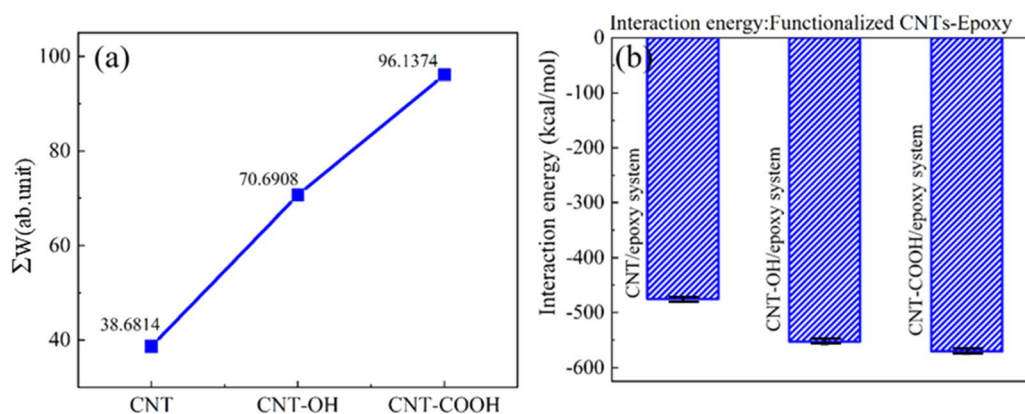 (a)
ΣW(ab.unit)
100
80
60
40
38.6814
70.6908
96.1374
CNT
CNT-OH
CNT-COOH
Interaction energy:Functionalized CNTs-Epoxy
(b)
Interaction energy (kcal/mol)
0
-100
-200
-300
-400
-500
-600
CNT/epoxy system
CNT-OH/epoxy system
CNT-COOH/epoxy system